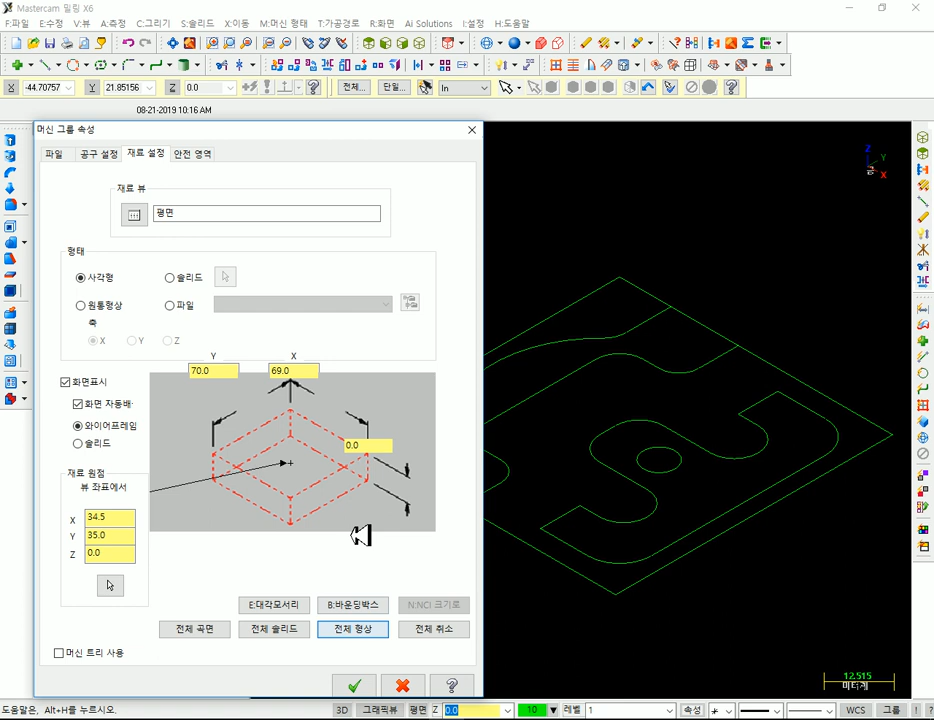 Mastercam 밀링 X6
F:파일 E:수정 V:뷰 A:측정 C:그리기 S:솔리드 X:이동 M:머신 형태 T:가공경로 R:화면 Ai Solutions I:설정 H:도움말
X -44.70757 Y 21.85156 Z 0.0 전체... 단일... In
08-21-2019 10:16 AM
머신 그룹 속성
파일 공구 설정 재료 설정 안전 영역
재료 뷰
평면
형태
사각형 솔리드
원통형상 파일
축
X Y Z
Y X
70.0 69.0
화면표시
화면 자동배
와이어프레임
솔리드
0.0
재료 원점
뷰 좌표에서
X 34.5
Y 35.0
Z 0.0
E:대각모서리 B:바운딩박스 N:NCI 크기로
전체 곡면 전체 솔리드 전체 형상 전체 취소
머신 트리 사용
Z
Y
X
12.515
미터계
도움말은, Alt+H를 누르시오. 3D 그래픽뷰 평면 Z 0.0 10 레벨 1 속성 WCS 그룹 ! ?